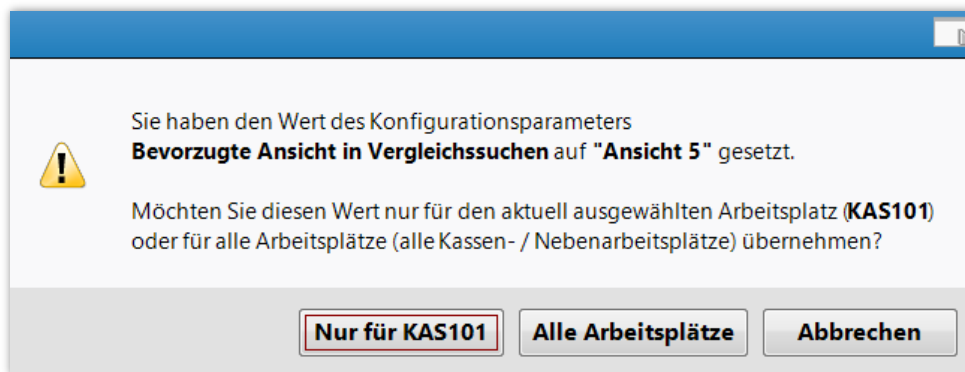 Sie haben den Wert des Konfigurationsparameters
Bevorzugte Ansicht in Vergleichssuchen auf "Ansicht 5" gesetzt.
Möchten Sie diesen Wert nur für den aktuell ausgewählten Arbeitsplatz (KAS101)
oder für alle Arbeitsplätze (alle Kassen- / Nebenarbeitsplätze) übernehmen?
Nur für KAS101 Alle Arbeitsplätze Abbrechen